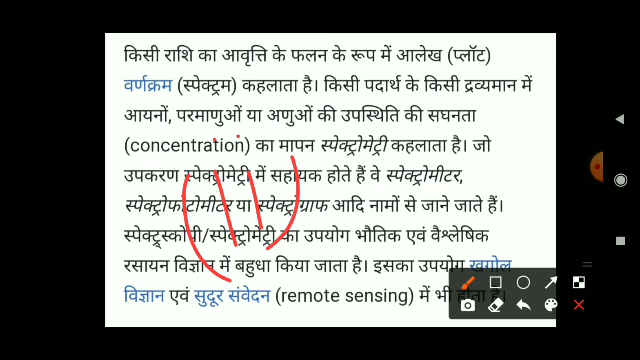 किसी राशि का आवृत्ति के फलन के रूप में आलेख (प्लॉट)
वर्णक्रम (स्पेक्ट्रम) कहलाता है। किसी पदार्थ के किसी द्रव्यमान में
आयनों, परमाणुओं या अणुओं की उपस्थिति की सघनता
(concentration) का मापन स्पेक्ट्रोमेट्री कहलाता है। जो
उपकरण स्पेक्ट्रोमेट्री में सहायक होते हैं वे स्पेक्ट्रोमीटर,
स्पेक्ट्रोफोटोमीटर या स्पेक्ट्रोग्राफ आदि नामों से जाने जाते हैं।
स्पेक्ट्रस्कोपी/स्पेक्ट्रोमेट्री का उपयोग भौतिक एवं वैश्लेषिक
रसायन विज्ञान में बहुधा किया जाता है। इसका उपयोग खगोल
विज्ञान एवं सुदूर संवेदन (remote sensing) में भी होता है।